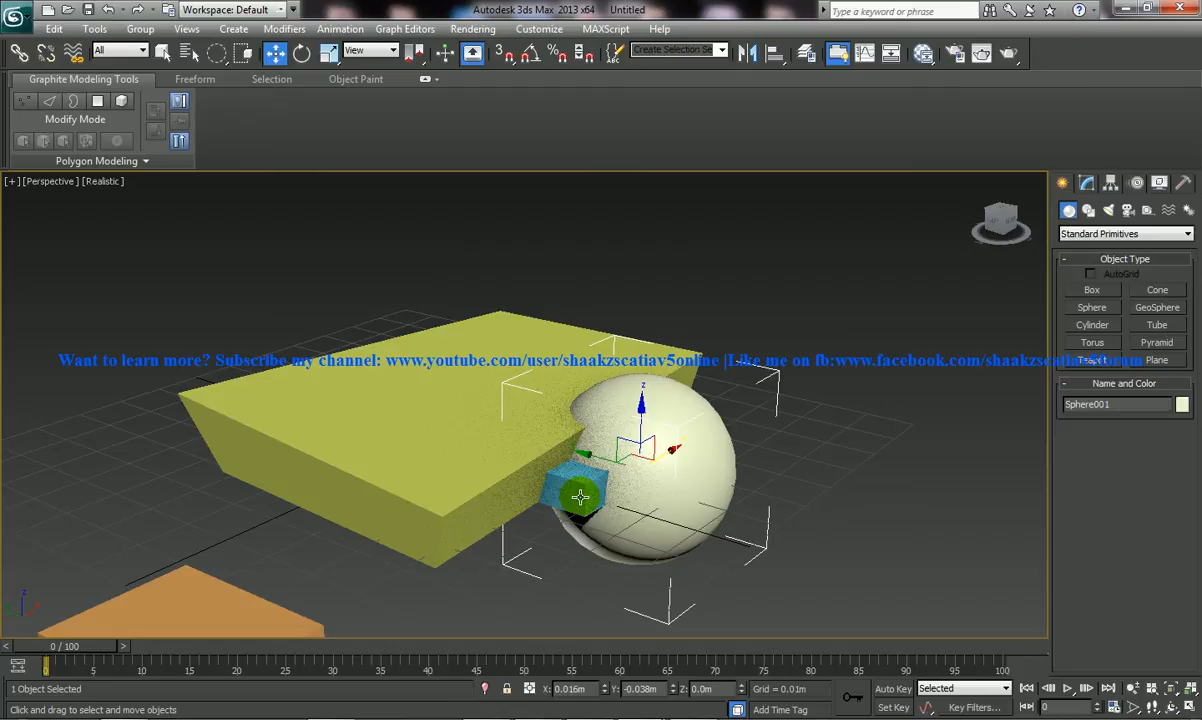 Workspace: Default
Autodesk 3ds Max 2013 x64
Untitled
Type a keyword or phrase
Edit Tools Group Views Create Modifiers Animation Graph Editors Rendering Customize MAXScript Help
All
View
3
Create Selection Se
Graphite Modeling Tools Freeform Selection Object Paint
Modify Mode
Polygon Modeling
[+] [Perspective] [Realistic]
Standard Primitives
- Object Type
AutoGrid
Box Cone
Sphere GeoSphere
Cylinder Tube
Torus Pyramid
Teapot Plane
Want to learn more? Subscribe my channel: www.youtube.com/user/shaakzscatiav5online |Like me on fb:www.facebook.com/shaakzscatiav5forum
- Name and Color
Sphere001
z
z
0 / 100
0 5 10 15 20 25 30 35 40 45 50 55 60 65 70 75 80 85 90 95 100
1 Object Selected
X: 0.016m Y: -0.038m Z: 0.0m Grid = 0.01m
Auto Key Selected
Click and drag to select and move objects
Add Time Tag
Set Key Key Filters...
0